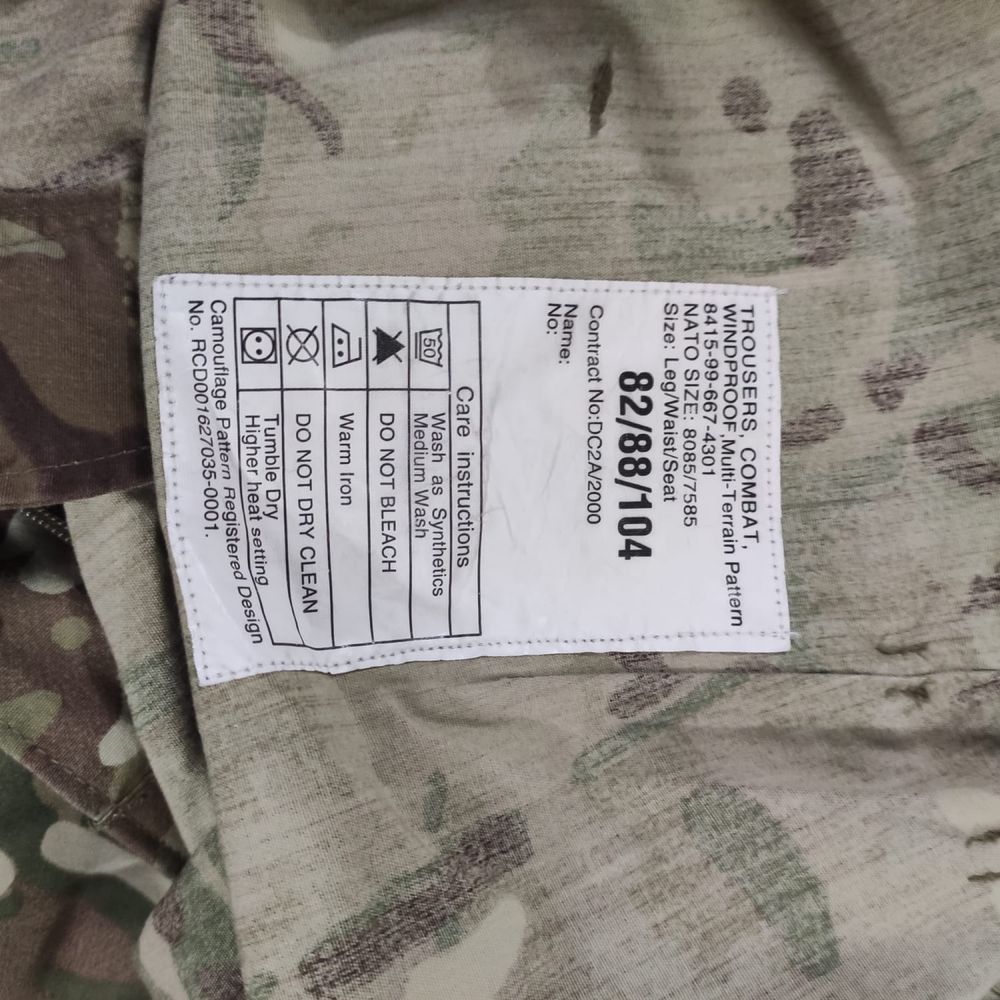 TROUSERS, COMBAT,
WINDPROOF,Multi-Terrain Pattern
8415-99-667-4301
NATO SIZE: 8085/7585
Size: Leg/Waist/Seat
82/88/104
Contract No:DC2A/2000
Name:
No:
Care instructions
50 Wash as Synthetics
Medium Wash
DO NOT BLEACH
Warm Iron
DO NOT DRY CLEAN
Tumble Dry
Higher heat setting
Camouflage Pattern Registered Design
No. RCD001627035-0001.